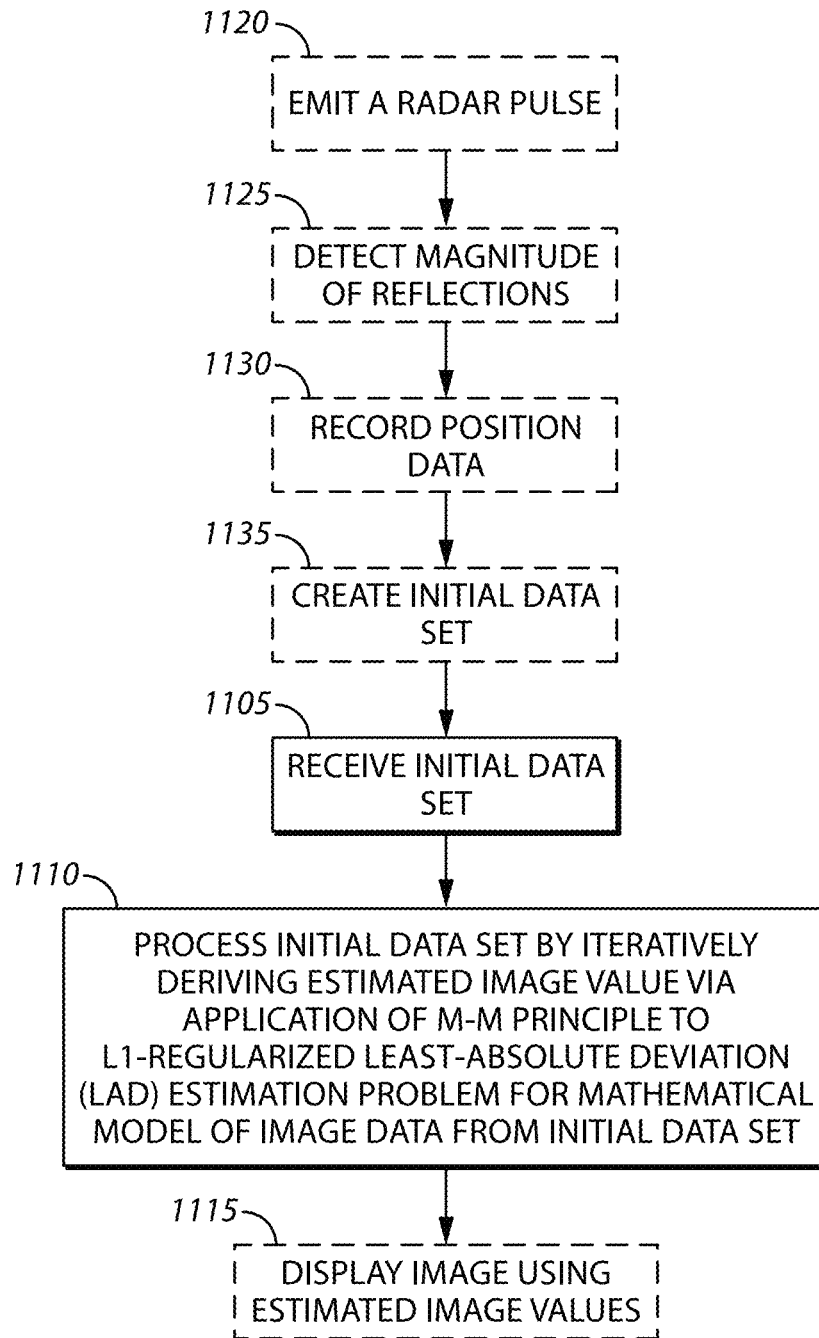 1120
EMIT A RADAR PULSE
1125
DETECT MAGNITUDE
OF REFLECTIONS
1130
RECORD POSITION
DATA
1135
CREATE INITIAL DATA
SET
1105
RECEIVE INITIAL DATA
SET
1110
PROCESS INITIAL DATA SET BY ITERATIVELY
DERIVING ESTIMATED IMAGE VALUE VIA
APPLICATION OF M-M PRINCIPLE TO
L1-REGULARIZED LEAST-ABSOLUTE DEVIATION
(LAD) ESTIMATION PROBLEM FOR MATHEMATICAL
MODEL OF IMAGE DATA FROM INITIAL DATA SET
1115
DISPLAY IMAGE USING
ESTIMATED IMAGE VALUES